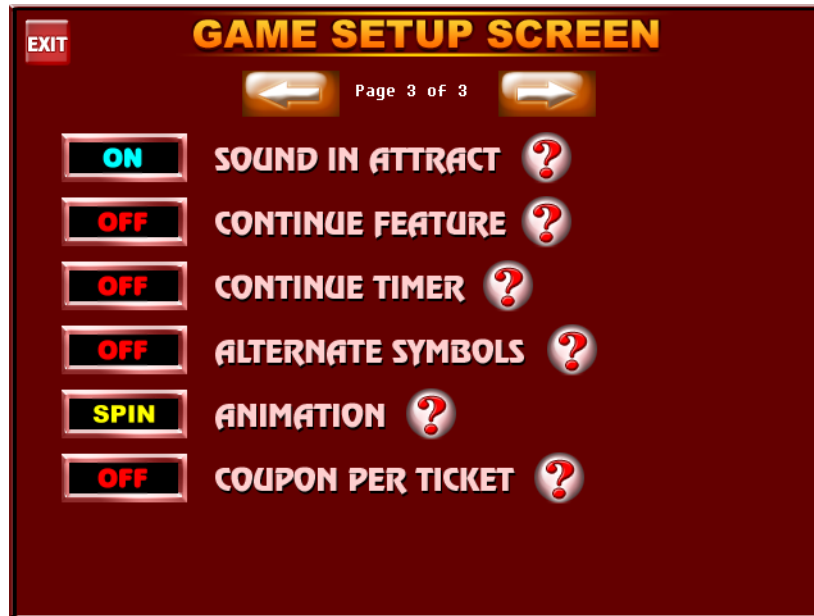 EXIT
GAME SETUP SCREEN
Page 3 of 3
ON SOUND IN ATTRACT ?
OFF CONTINUE FEATURE ?
OFF CONTINUE TIMER ?
OFF ALTERNATE SYMBOLS ?
SPIN ANIMATION ?
OFF COUPON PER TICKET ?